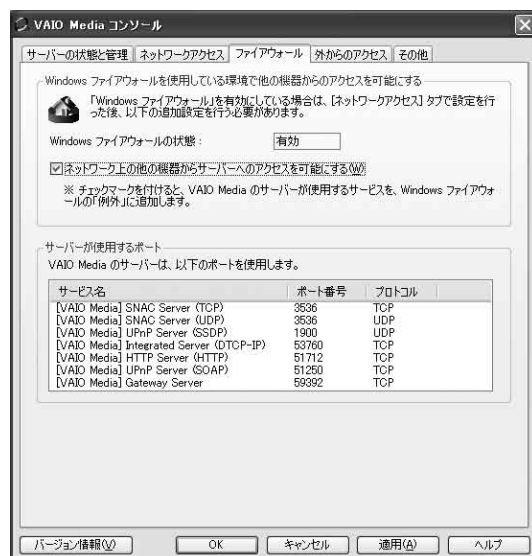 VAIO Media コンソール
サーバーの状態と管理 ネットワークアクセス ファイアウォール 外からのアクセス その他
Windows ファイアウォールを使用している環境で他の機器からのアクセスを可能にする
「Windows ファイアウォール」を有効にしている場合は、[ネットワークアクセス] タブで設定を行
った後、以下の追加設定を行う必要があります。
Windows ファイアウォールの状態 : 有効
ネットワーク上の他の機器からサーバーへのアクセスを可能にする(W)
※ チェックマークを付けると、VAIO Media のサーバーが使用するサービスを、Windows ファイアウォ
ールの「例外」に追加します。
サーバーが使用するポート
VAIO Media のサーバーは、以下のポートを使用します。
サービス名 ポート番号 プロトコル
[VAIO Media] SNAC Server (TCP) 3536 TCP
[VAIO Media] SNAC Server (UDP) 3536 UDP
[VAIO Media] UPnP Server (SSDP) 1900 UDP
[VAIO Media] Integrated Server (DTCP-IP) 53760 TCP
[VAIO Media] HTTP Server (HTTP) 51712 TCP
[VAIO Media] UPnP Server (SOAP) 51250 TCP
[VAIO Media] Gateway Server 59392 TCP
バージョン情報(V) OK キャンセル 適用(A) ヘルプ